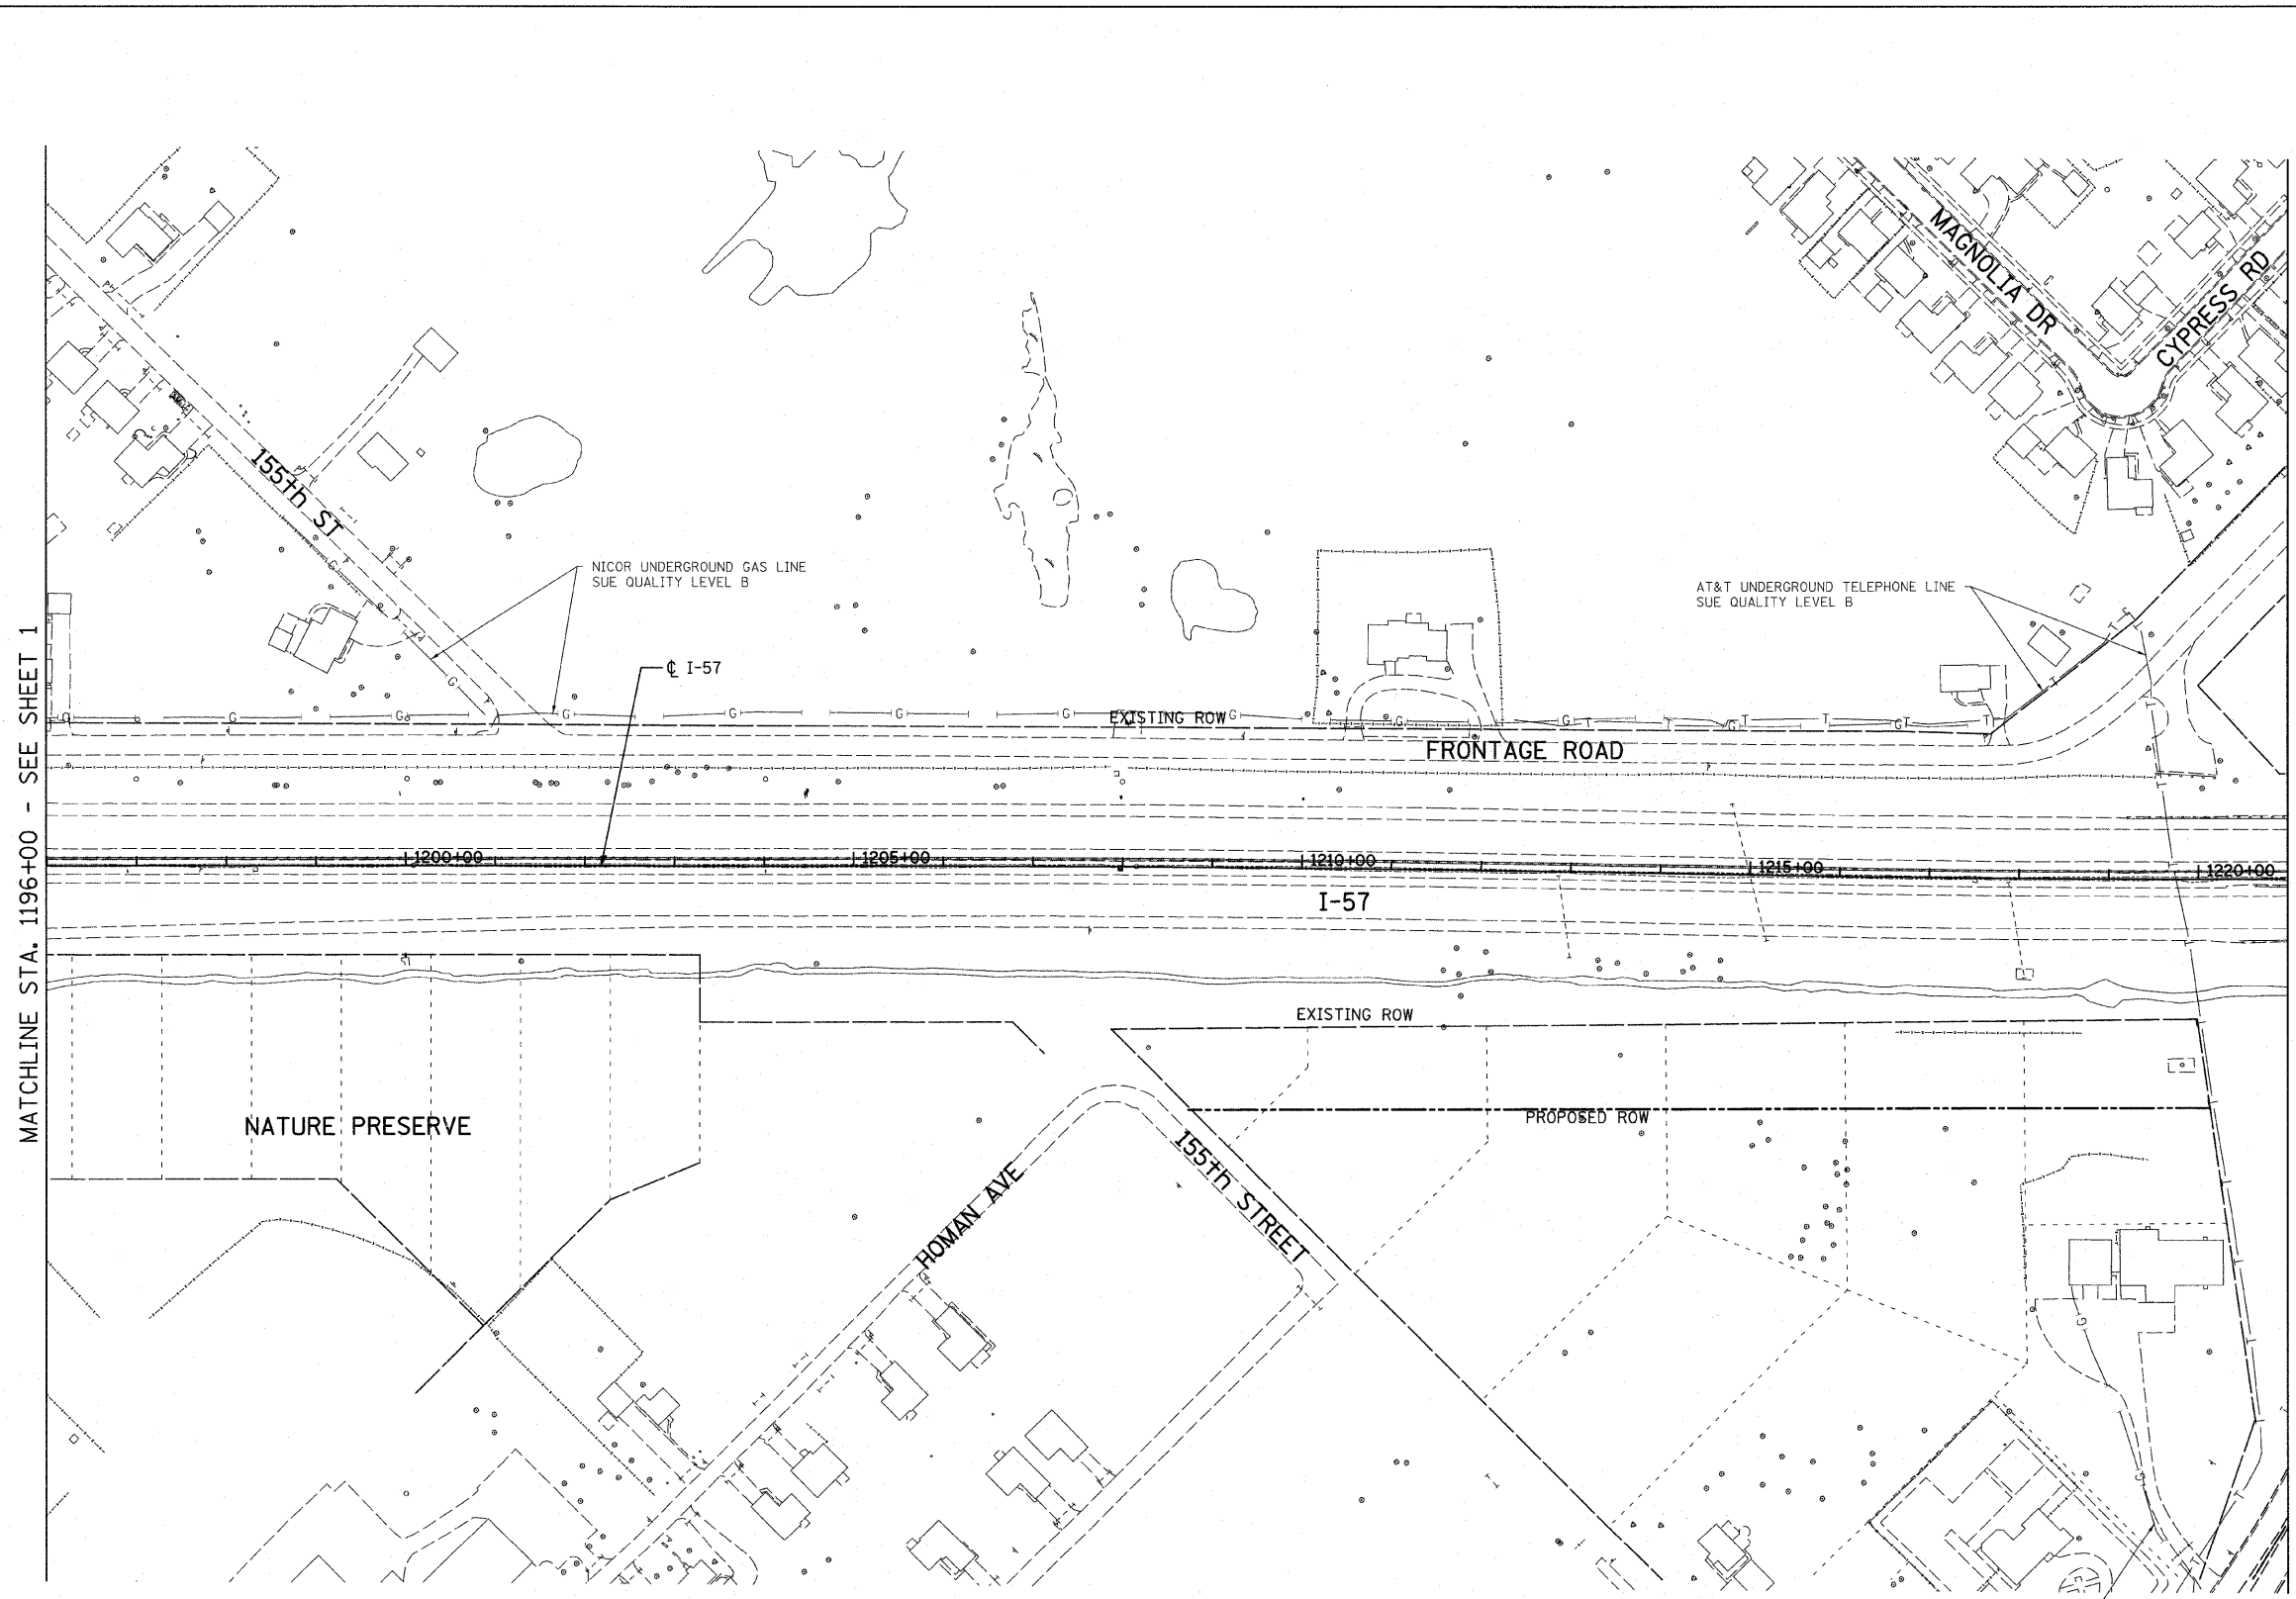 MAGNOLIA DR
CYPRESS RD
155th ST
NICOR UNDERGROUND GAS LINE
SUE QUALITY LEVEL B
AT&T UNDERGROUND TELEPHONE LINE
SUE QUALITY LEVEL B
MATCHLINE STA. 1196+00 - SEE SHEET 1
℄ I-57
G G G G G G G G G G G G G
T T T T T T T
EXISTING ROW
FRONTAGE ROAD
1200+00
1205+00
1210+00
1215+00
1220+00
I-57
EXISTING ROW
PROPOSED ROW
NATURE PRESERVE
HOMAN AVE
155th STREET